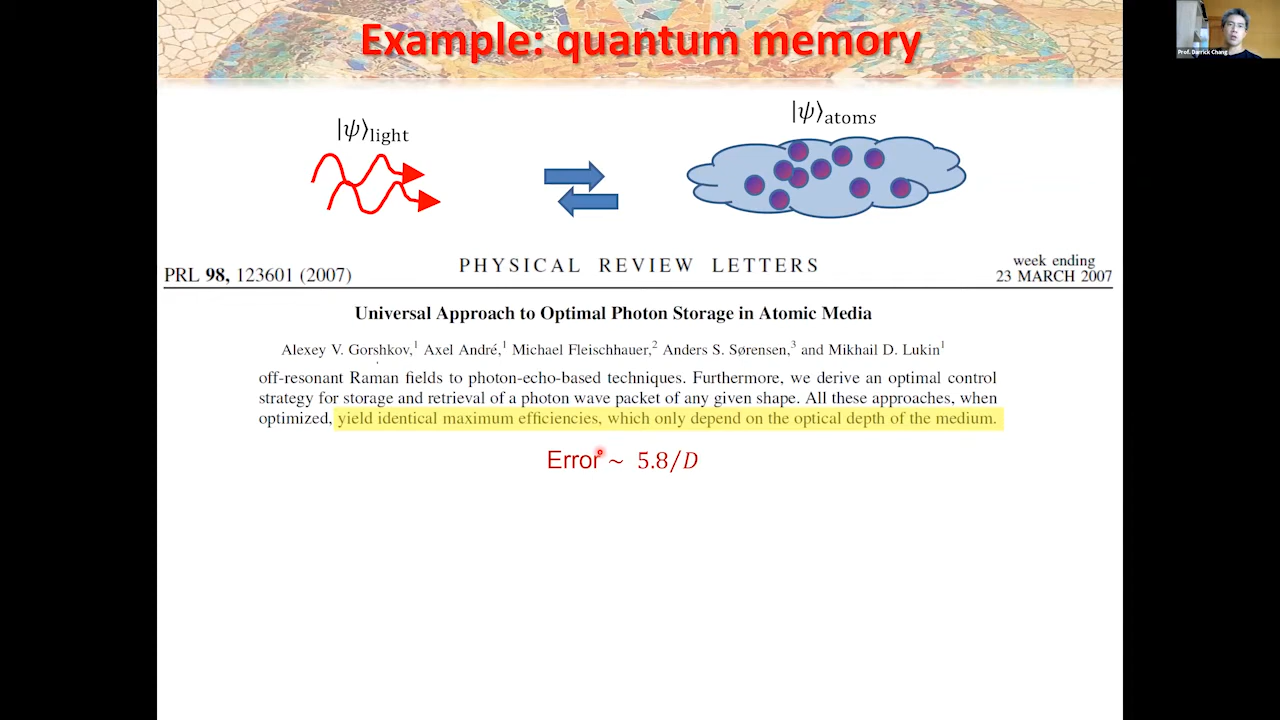 Example: quantum memory
Prof. Darrick Chang
|ψ⟩light
|ψ⟩atoms
PRL 98, 123601 (2007)
PHYSICAL REVIEW LETTERS
week ending
23 MARCH 2007
Universal Approach to Optimal Photon Storage in Atomic Media
Alexey V. Gorshkov,1 Axel André,1 Michael Fleischhauer,2 Anders S. Sørensen,3 and Mikhail D. Lukin1
off-resonant Raman fields to photon-echo-based techniques. Furthermore, we derive an optimal control
strategy for storage and retrieval of a photon wave packet of any given shape. All these approaches, when
optimized, yield identical maximum efficiencies, which only depend on the optical depth of the medium.
Error ~ 5.8/D